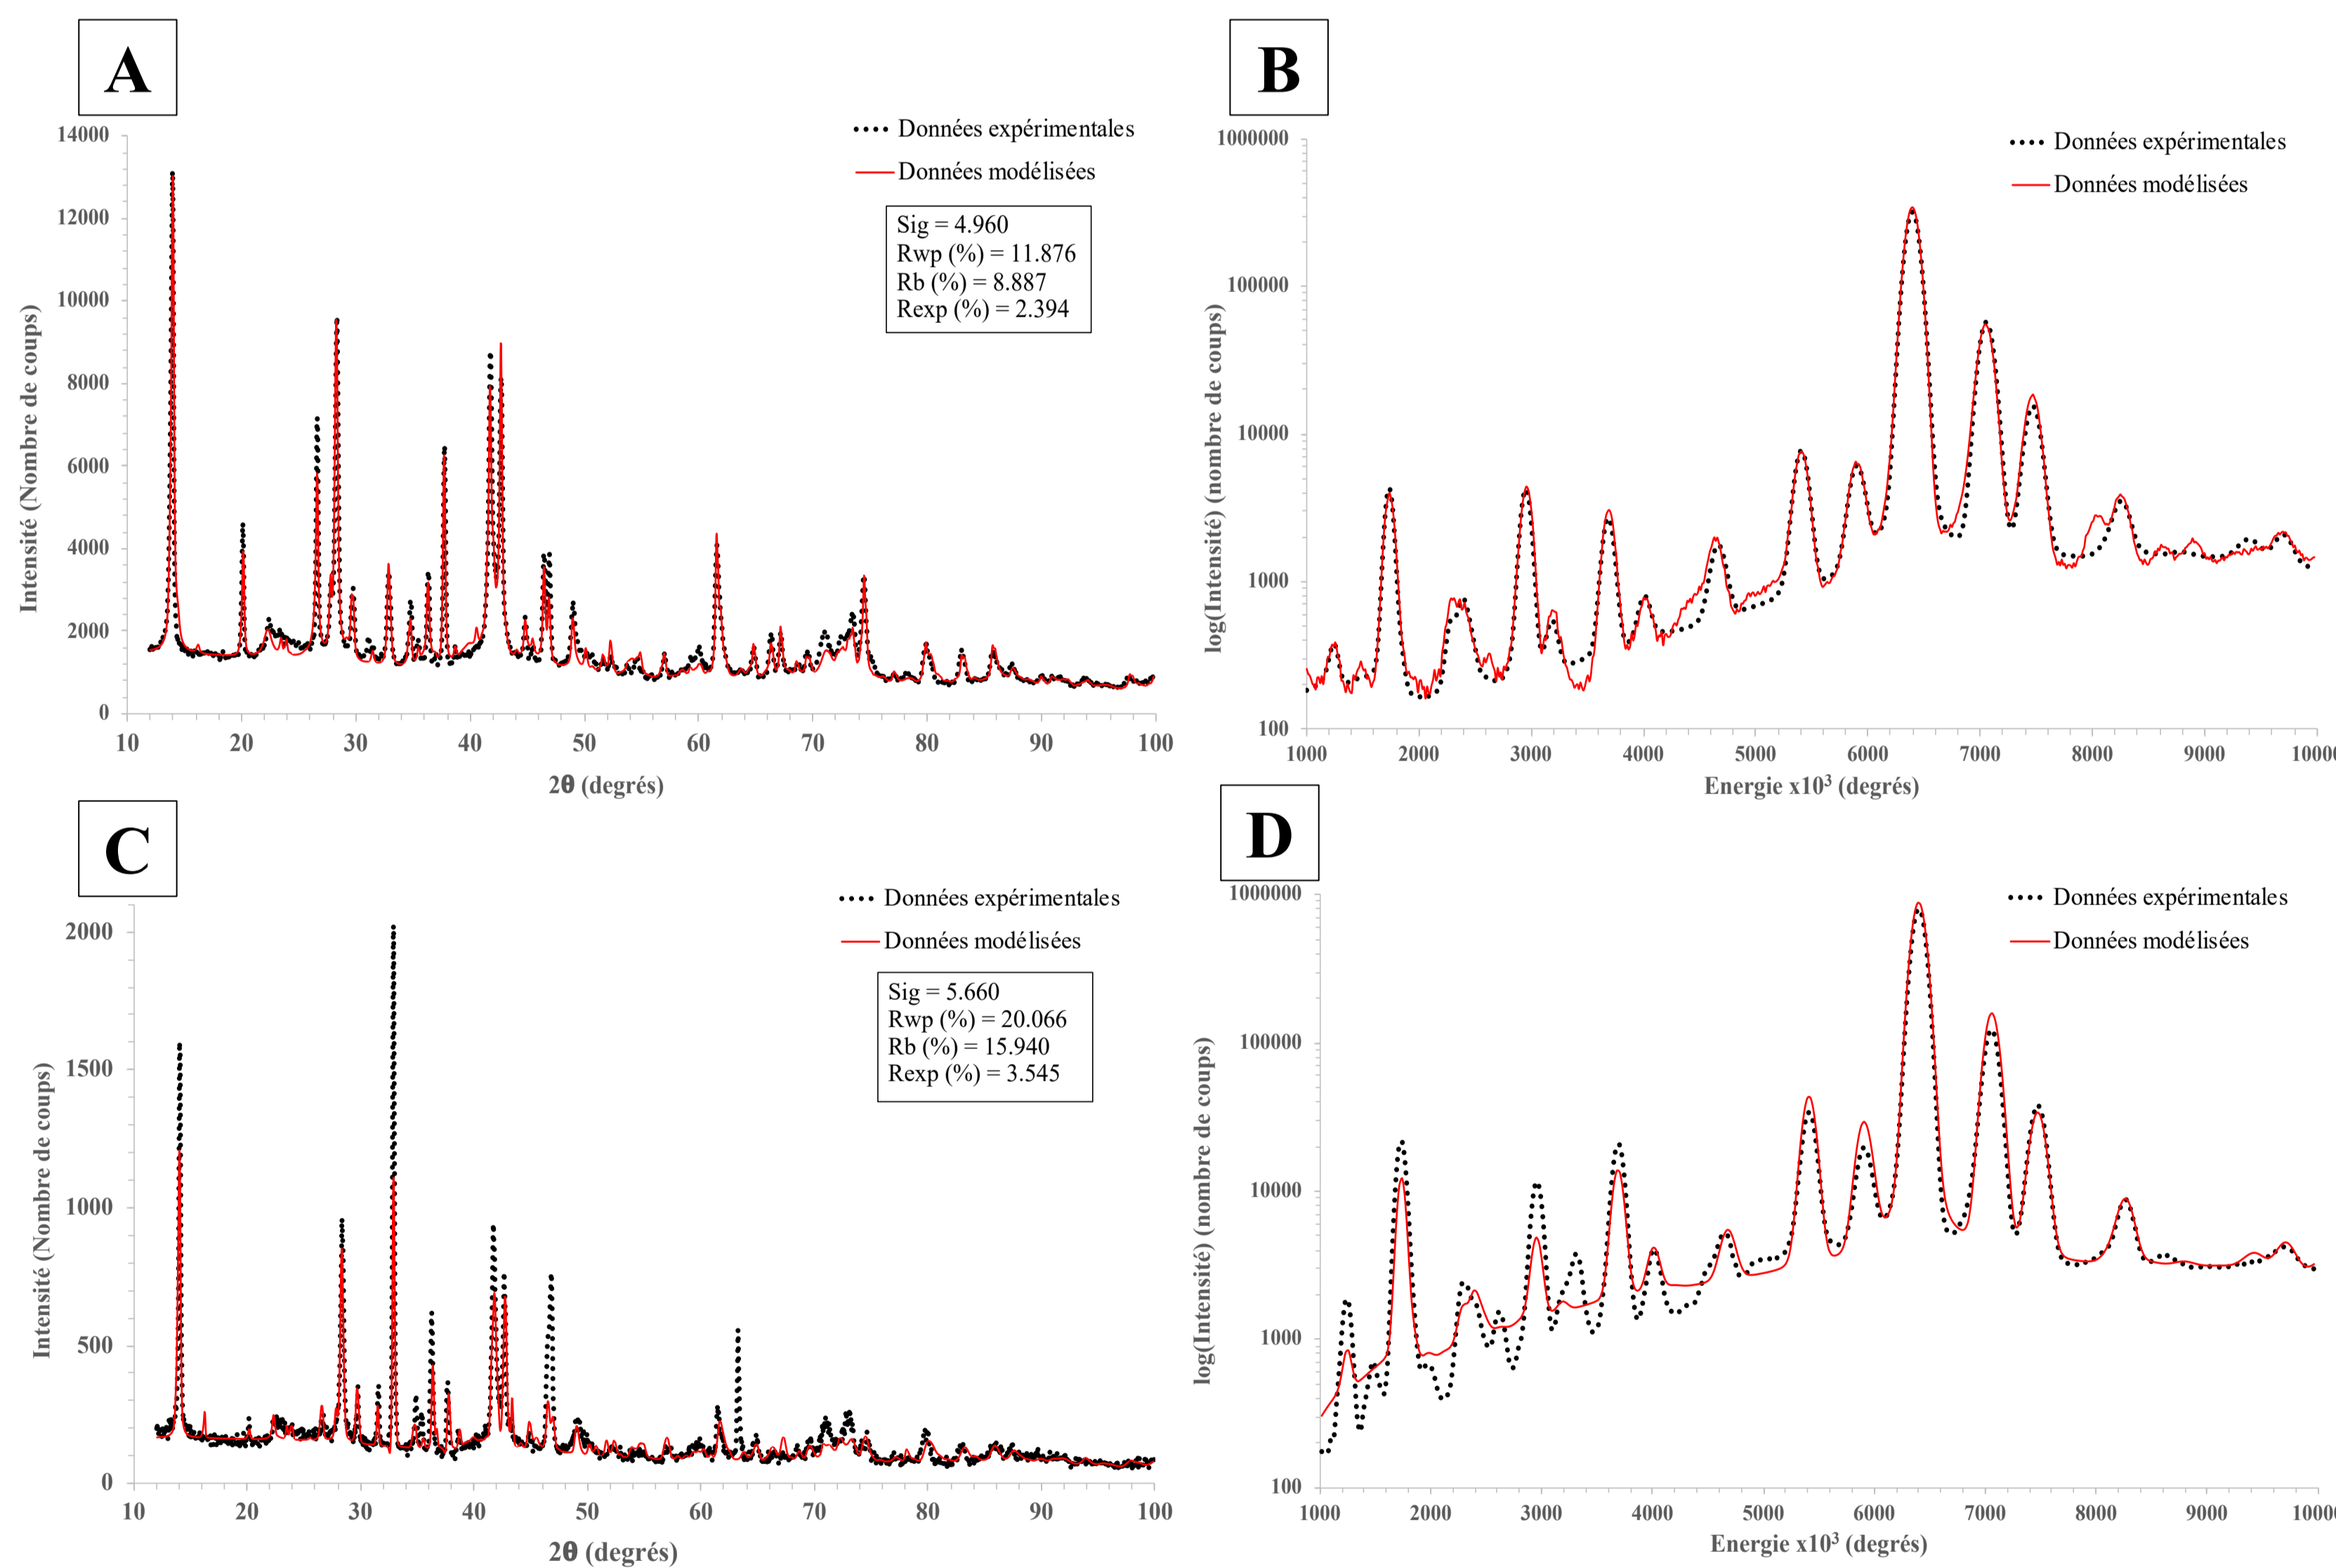 A
Données expérimentales
Données modélisées
Sig = 4.960
Rwp (%) = 11.876
Rb (%) = 8.887
Rexp (%) = 2.394
Intensité (Nombre de coups)
14000
12000
10000
8000
6000
4000
2000
0
10 20 30 40 50 60 70 80 90 100
2θ (degrés)
B
Données expérimentales
Données modélisées
log(Intensité) (nombre de coups)
1000000
100000
10000
1000
100
1000 2000 3000 4000 5000 6000 7000 8000 9000 10000
Energie x10³ (degrés)
C
Données expérimentales
Données modélisées
Sig = 5.660
Rwp (%) = 20.066
Rb (%) = 15.940
Rexp (%) = 3.545
Intensité (Nombre de coups)
2000
1500
1000
500
0
10 20 30 40 50 60 70 80 90 100
2θ (degrés)
D
Données expérimentales
Données modélisées
log(Intensité) (nombre de coups)
1000000
100000
10000
1000
100
1000 2000 3000 4000 5000 6000 7000 8000 9000 10000
Energie x10³ (degrés)